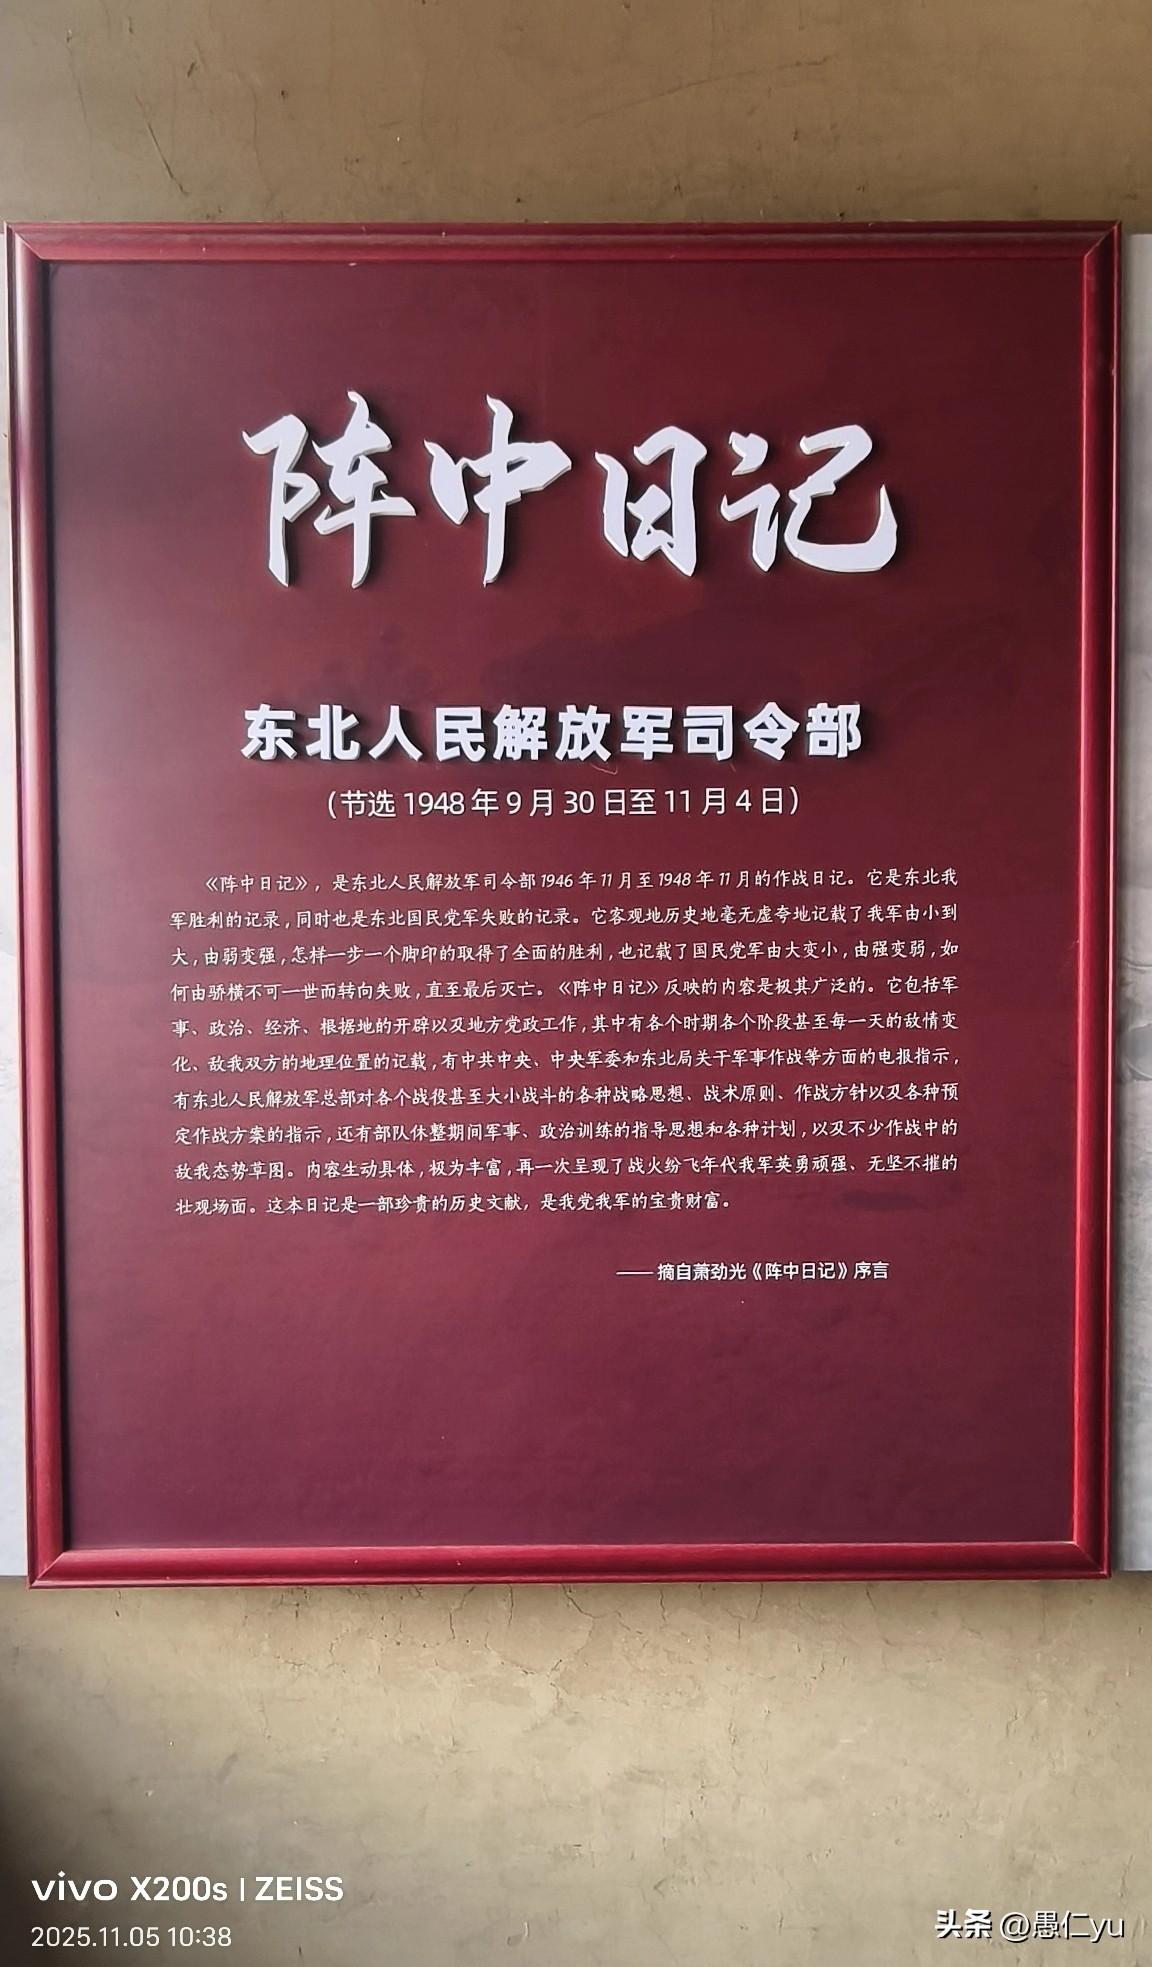 阵中日记
东北人民解放军司令部
（节选 1948 年 9 月 30 日至 11 月 4 日）
《阵中日记》，是东北人民解放军司令部 1946 年 11 月至 1948 年 11 月的作战日记。它是东北我
军胜利的记录，同时也是东北国民党军失败的记录。它客观地历史地毫无虚夸地记载了我军由小到
大，由弱变强，怎样一步一个脚印的取得了全面的胜利，也记载了国民党军由大变小，由强变弱，如
何由骄横不可一世而转向失败，直至最后灭亡。《阵中日记》反映的内容是极其广泛的。它包括军
事、政治、经济、根据地的开辟以及地方党政工作，其中有各个时期各个阶段甚至每一天的敌情变
化、敌我双方的地理位置的记载，有中共中央、中央军委和东北局关于军事作战等方面的电报指示，
有东北人民解放军总部对各个战役甚至大小战斗的各种战略思想、战术原则、作战方针以及各种预
定作战方案的指示，还有部队休整期间军事、政治训练的指导思想和各种计划，以及不少作战中的
敌我态势草图。内容生动具体，极为丰富，再一次呈现了战火纷飞年代我军英勇顽强、无坚不摧的
壮观场面。这本日记是一部珍贵的历史文献，是我党我军的宝贵财富。
—— 摘自萧劲光《阵中日记》序言
vivo X200s | ZEISS
2025.11.05 10:38
头条 @愚仁yu